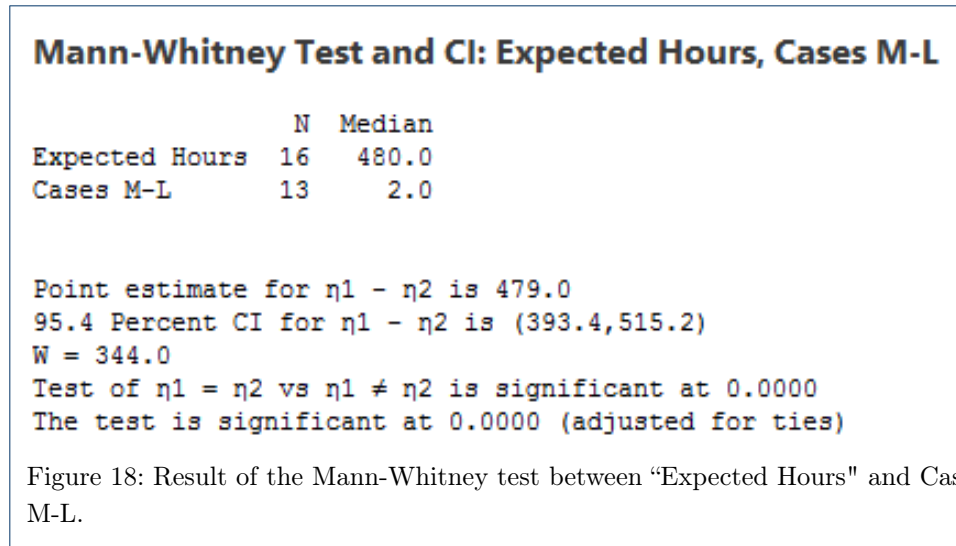 Mann-Whitney Test and CI: Expected Hours, Cases M-L
N Median
Expected Hours 16 480.0
Cases M-L 13 2.0
Point estimate for η1 - η2 is 479.0
95.4 Percent CI for η1 - η2 is (393.4,515.2)
W = 344.0
Test of η1 = η2 vs η1 ≠ η2 is significant at 0.0000
The test is significant at 0.0000 (adjusted for ties)
Figure 18: Result of the Mann-Whitney test between “Expected Hours" and
M-L.